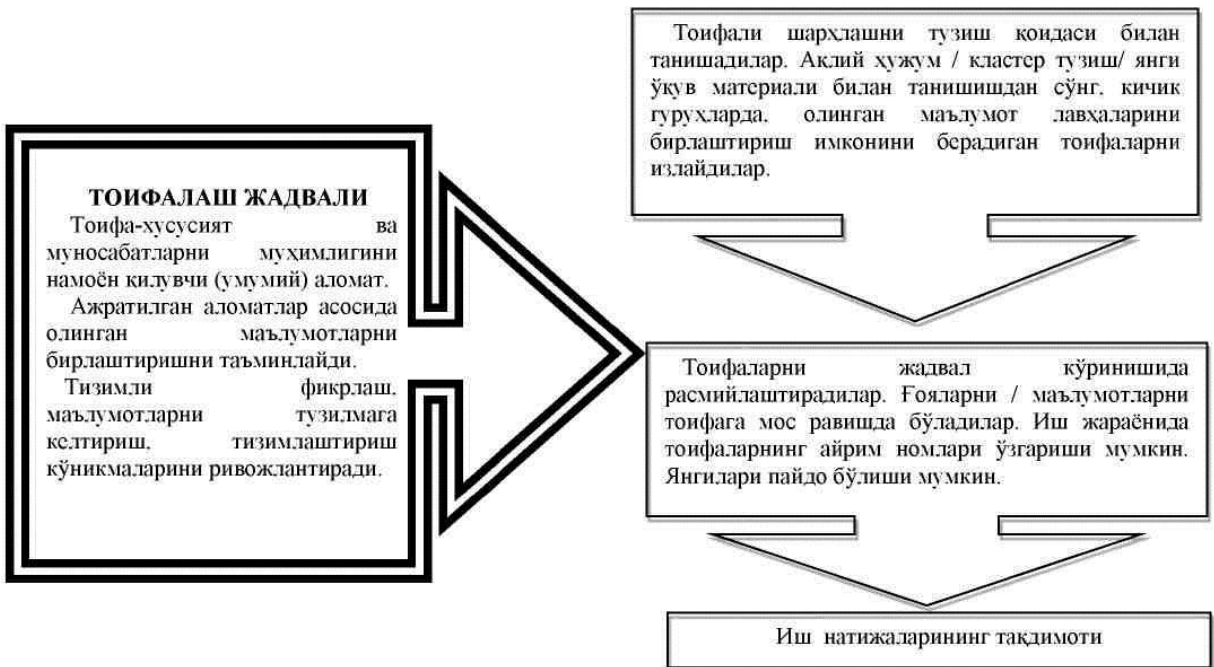 ТОИФАЛАШ ЖАДВАЛИ
Тоифа-хусусият ва
муносабатларни муҳимлигини
намоён қилувчи (умумий) аломат.
Ажратилган аломатлар асосида
олинган маълумотларни
бирлаштиришни таъминлайди.
Тизимли фикрлаш,
маълумотларни тузилмага
келтириш, тизимлаштириш
кўникмаларини ривожлантиради.
Тоифали шарҳлашни тузиш қоидаси билан
танишадилар. Ақлий ҳужум / кластер тузиш/ янги
ўқув материали билан танишишдан сўнг, кичик
гуруҳларда, олинган маълумот лавҳаларини
бирлаштириш имконини берадиган тоифаларни
излайдилар.
Тоифаларни жадвал кўринишида
расмийлаштирадилар. Ғояларни / маълумотларни
тоифага мос равишда бўладилар. Иш жараёнида
тоифаларнинг айрим номлари ўзгариши мумкин.
Янгилари пайдо бўлиши мумкин.
Иш натижаларининг тақдимоти